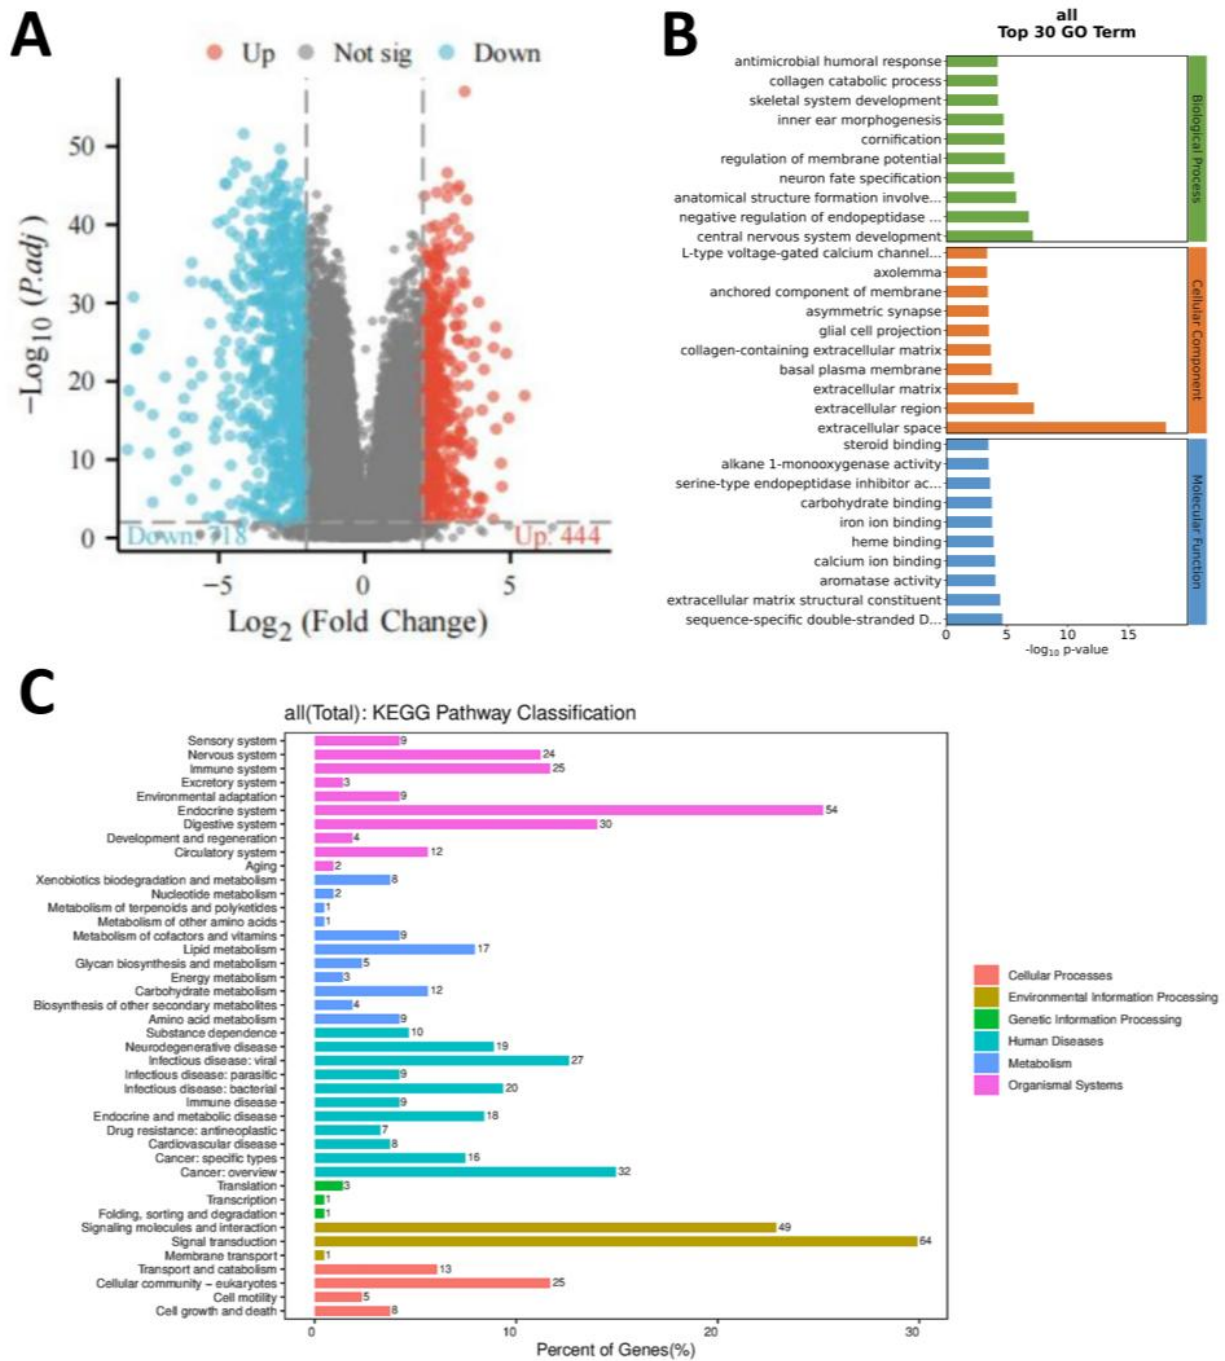 A
Up Not sig Down
50
40
30
20
10
0
−Log10 (P.adj)
Down: 718
Up: 444
−5 0 5
Log2 (Fold Change)
B
all
Top 30 GO Term
antimicrobial humoral response
collagen catabolic process
skeletal system development
inner ear morphogenesis
cornification
regulation of membrane potential
neuron fate specification
anatomical structure formation involve...
negative regulation of endopeptidase ...
central nervous system development
L-type voltage-gated calcium channel...
axolemma
anchored component of membrane
asymmetric synapse
glial cell projection
collagen-containing extracellular matrix
basal plasma membrane
extracellular matrix
extracellular region
extracellular space
steroid binding
alkane 1-monooxygenase activity
serine-type endopeptidase inhibitor ac...
carbohydrate binding
iron ion binding
heme binding
calcium ion binding
aromatase activity
extracellular matrix structural constituent
sequence-specific double-stranded D...
Biological Process
Cellular Component
Molecular Function
0 5 10 15
-log10 p-value
C
all(Total): KEGG Pathway Classification
Sensory system 9
Nervous system 24
Immune system 25
Excretory system 3
Environmental adaptation 9
Endocrine system 54
Digestive system 30
Development and regeneration 4
Circulatory system 12
Aging 2
Xenobiotics biodegradation and metabolism 8
Nucleotide metabolism 2
Metabolism of terpenoids and polyketides 1
Metabolism of other amino acids 1
Metabolism of cofactors and vitamins 9
Lipid metabolism 17
Glycan biosynthesis and metabolism 5
Energy metabolism 3
Carbohydrate metabolism 12
Biosynthesis of other secondary metabolites 4
Amino acid metabolism 9
Substance dependence 10
Neurodegenerative disease 19
Infectious disease: viral 27
Infectious disease: parasitic 9
Infectious disease: bacterial 20
Immune disease 9
Endocrine and metabolic disease 18
Drug resistance: antineoplastic 7
Cardiovascular disease 8
Cancer: specific types 16
Cancer: overview 32
Translation 3
Transcription 1
Folding, sorting and degradation 1
Signaling molecules and interaction 49
Signal transduction 64
Membrane transport 1
Transport and catabolism 13
Cellular community − eukaryotes 25
Cell motility 5
Cell growth and death 8
0 10 20 30
Percent of Genes(%)
Cellular Processes
Environmental Information Processing
Genetic Information Processing
Human Diseases
Metabolism
Organismal Systems